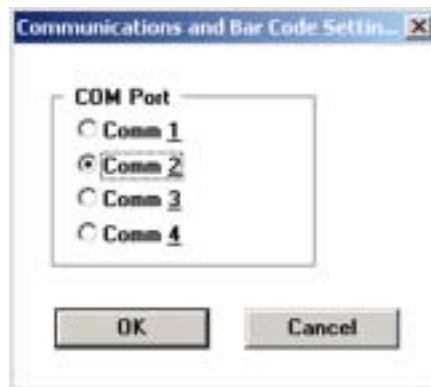 Communications and Bar Code Settin...
COM Port
Comm 1
Comm 2
Comm 3
Comm 4
OK
Cancel